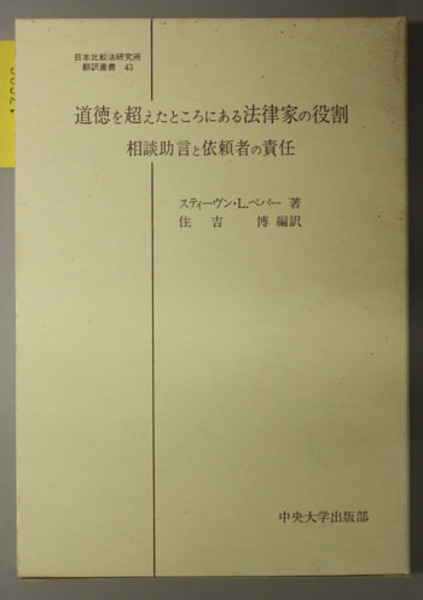 日本比較法研究所
翻訳叢書 43
道徳を超えたところにある法律家の役割
相談助言と依頼者の責任
スティーヴン・L.ペパー 著
住吉 博 編訳
中央大学出版部